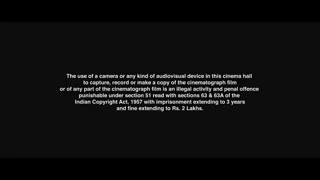 The use of a camera or any kind of audiovisual device in this cinema hall
to capture, record or make a copy of the cinematograph film
or of any part of the cinematograph film is an illegal activity and penal offence
punishable under section 51 read with sections 63 & 63A of the
Indian Copyright Act, 1957 with imprisonment extending to 3 years
and fine extending to Rs. 2 Lakhs.